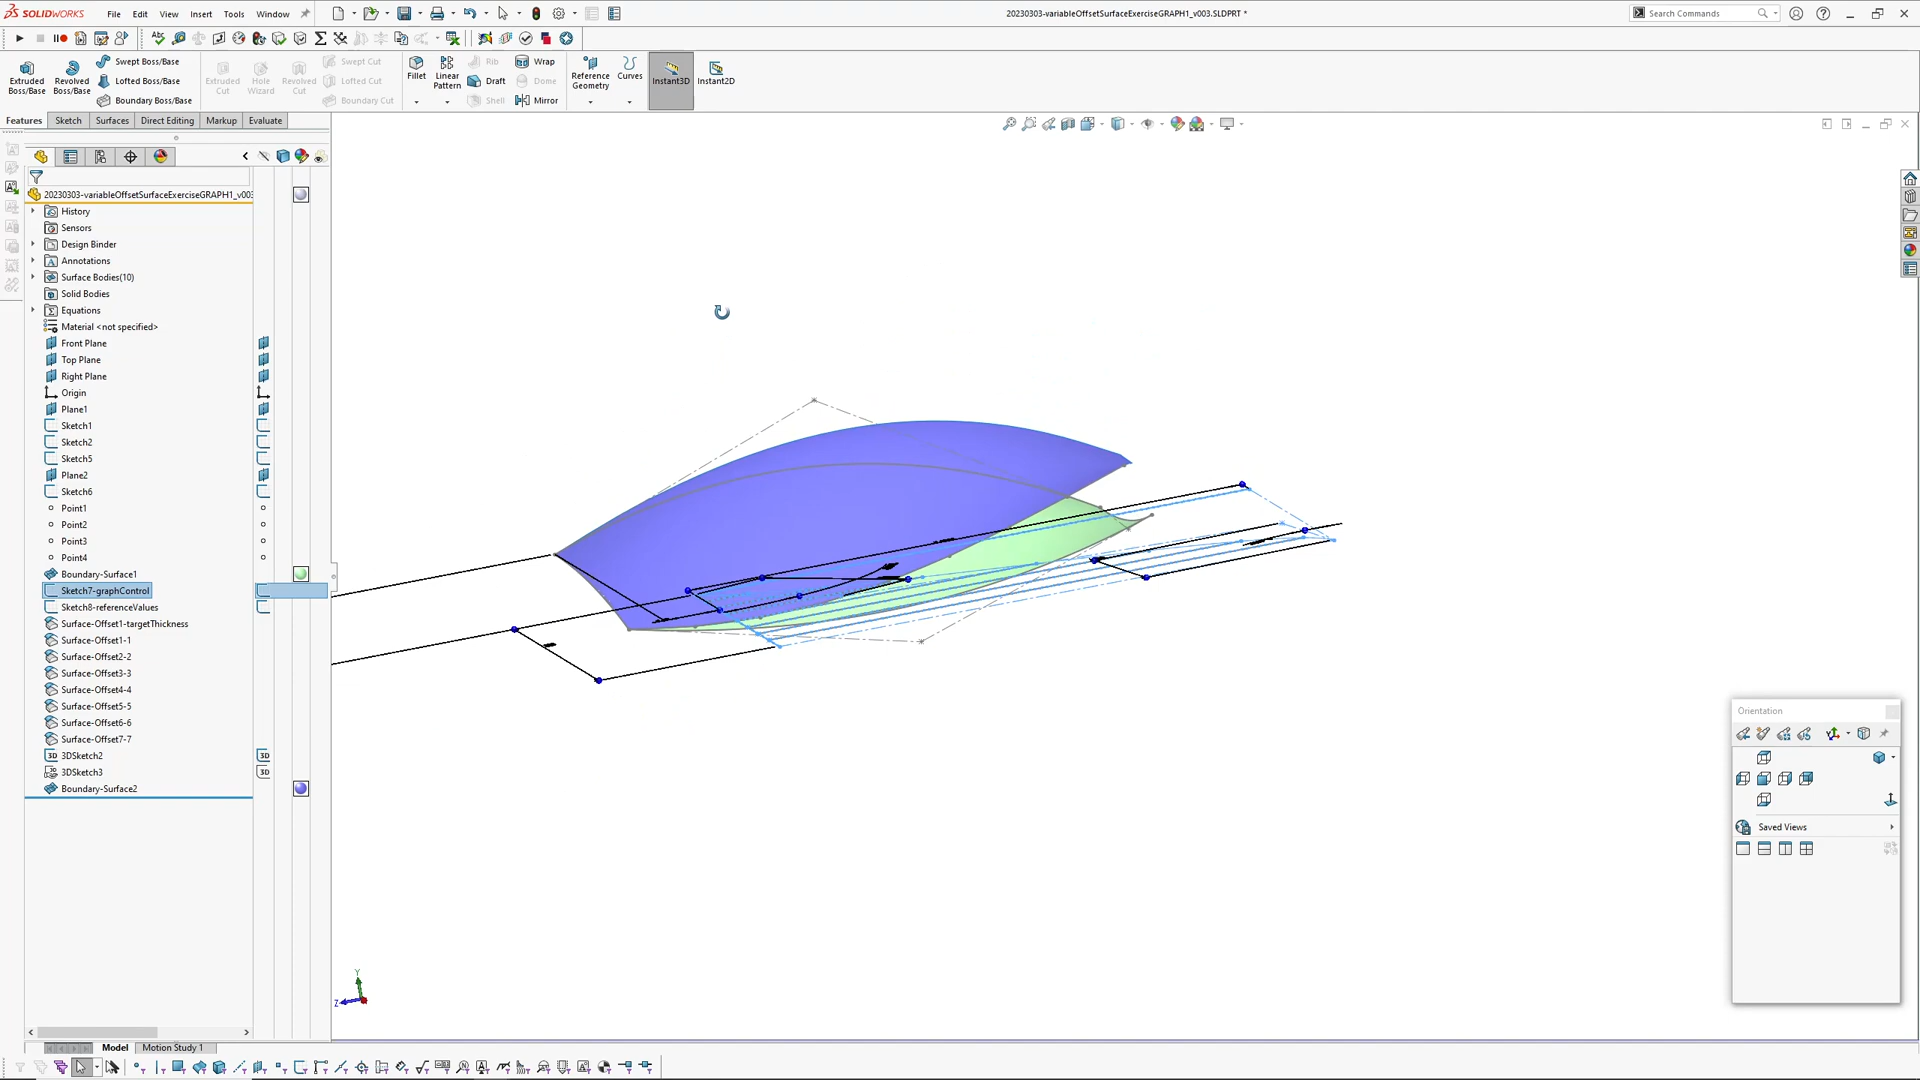 SOLIDWORKS File Edit View Insert Tools Window
20230303-variableOffsetSurfaceExerciseGRAPH1_v003.SLDPRT *
Search Commands
Extruded Boss/Base
Revolved Boss/Base
Swept Boss/Base
Lofted Boss/Base
Boundary Boss/Base
Extruded Cut
Hole Wizard
Revolved Cut
Swept Cut
Lofted Cut
Boundary Cut
Fillet
Linear Pattern
Rib
Draft
Shell
Wrap
Dome
Mirror
Reference Geometry
Curves
Instant3D
Instant2D
Features Sketch Surfaces Direct Editing Markup Evaluate
20230303-variableOffsetSurfaceExerciseGRAPH1_v003
History
Sensors
Design Binder
Annotations
Surface Bodies(10)
Solid Bodies
Equations
Material <not specified>
Front Plane
Top Plane
Right Plane
Origin
Plane1
Sketch1
Sketch2
Sketch5
Plane2
Sketch6
Point1
Point2
Point3
Point4
Boundary-Surface1
Sketch7-graphControl
Sketch8-referenceValues
Surface-Offset1-targetThickness
Surface-Offset1-1
Surface-Offset2-2
Surface-Offset3-3
Surface-Offset4-4
Surface-Offset5-5
Surface-Offset6-6
Surface-Offset7-7
3D 3DSketch2 3D
3DSketch3 3D
Boundary-Surface2
Y
Z
Orientation
Saved Views
Model Motion Study 1